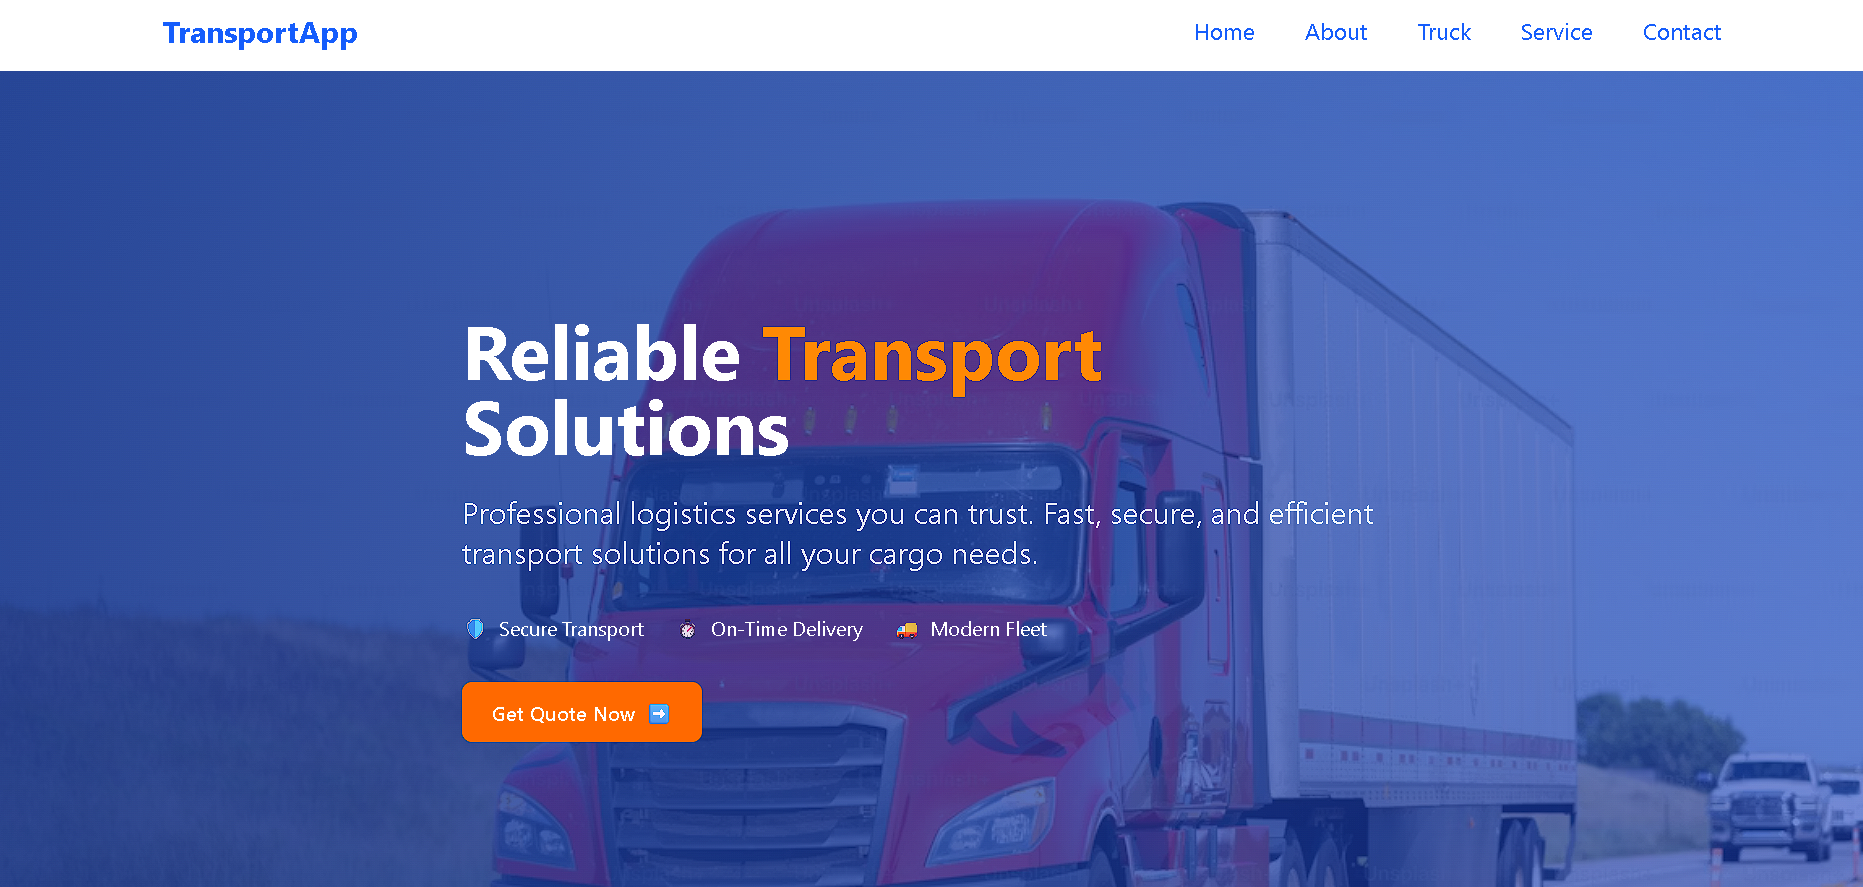 TransportApp
Home About Truck Service Contact
Reliable Transport
Solutions
Professional logistics services you can trust. Fast, secure, and efficient
transport solutions for all your cargo needs.
Secure Transport On-Time Delivery Modern Fleet
Get Quote Now
Unsplash+